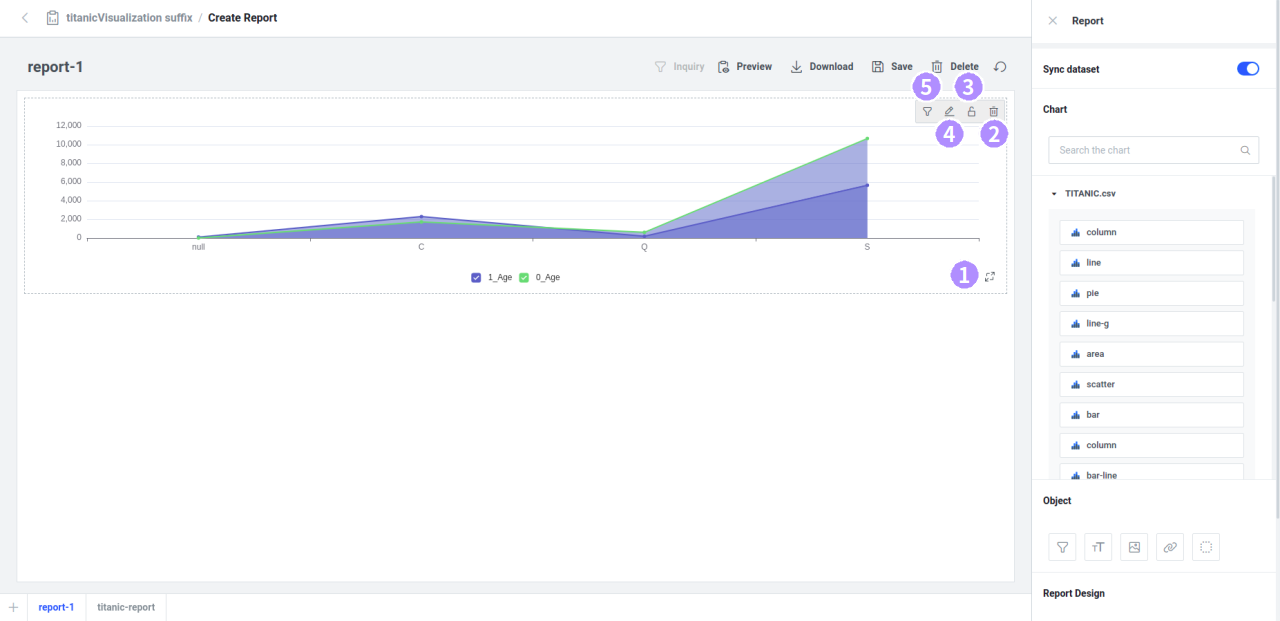 titanicVisualization suffix / Create Report
report-1
Inquiry Preview Download Save Delete
5 3
4 2
12,000
10,000
8,000
6,000
4,000
2,000
0
null C Q S
1_Age 0_Age
1
report-1 titanic-report
Report
Sync dataset
Chart
Search the chart
TITANIC.csv
column
line
pie
line-g
area
scatter
bar
column
bar-line
Object
TT
Report Design